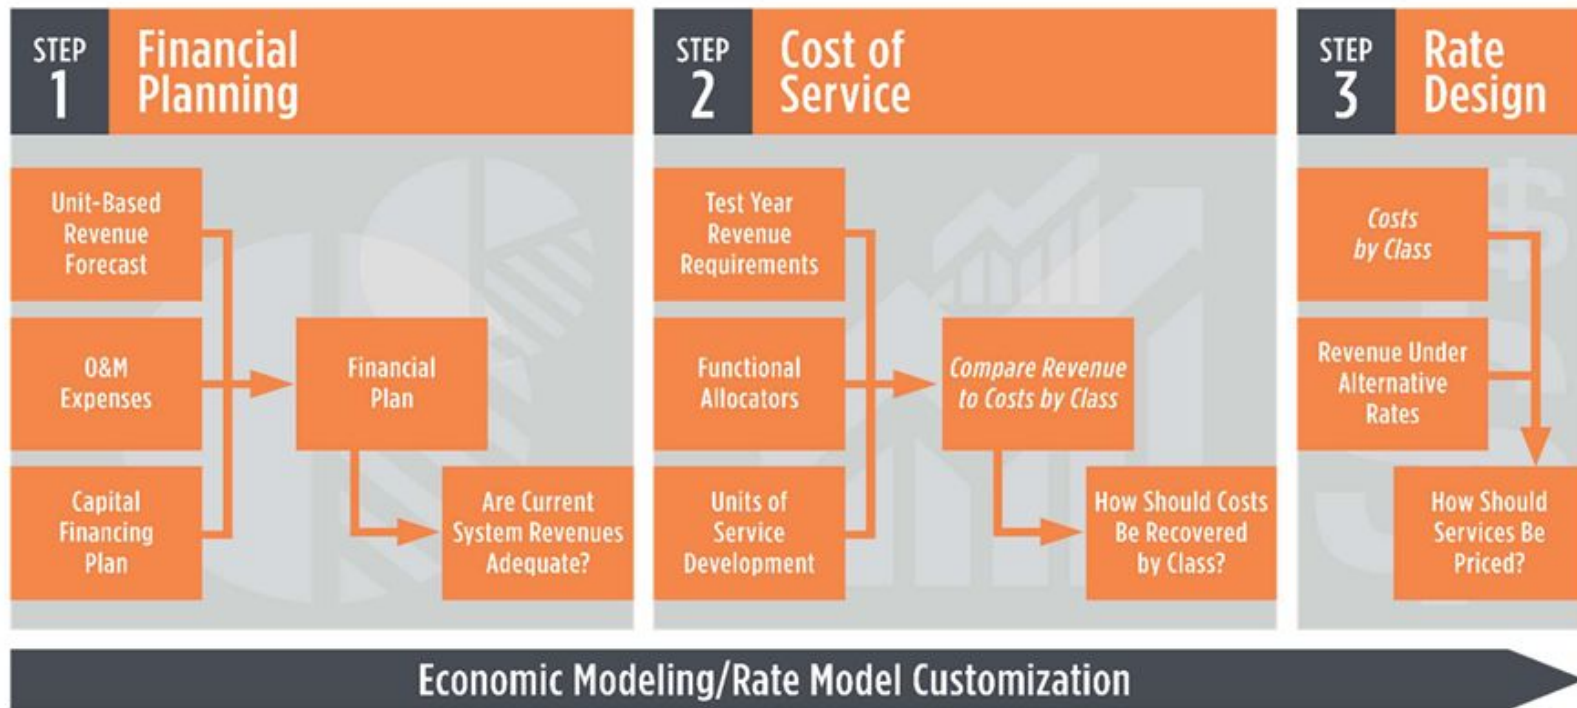 STEP
1
Financial
Planning
Unit-Based
Revenue
Forecast
O&M
Expenses
Capital
Financing
Plan
Financial
Plan
Are Current
System Revenues
Adequate?
STEP
2
Cost of
Service
Test Year
Revenue
Requirements
Functional
Allocators
Units of
Service
Development
Compare Revenue
to Costs by Class
How Should Costs
Be Recovered
by Class?
STEP
3
Rate
Design
Costs
by Class
Revenue Under
Alternative
Rates
How Should
Services Be
Priced?
Economic Modeling/Rate Model Customization